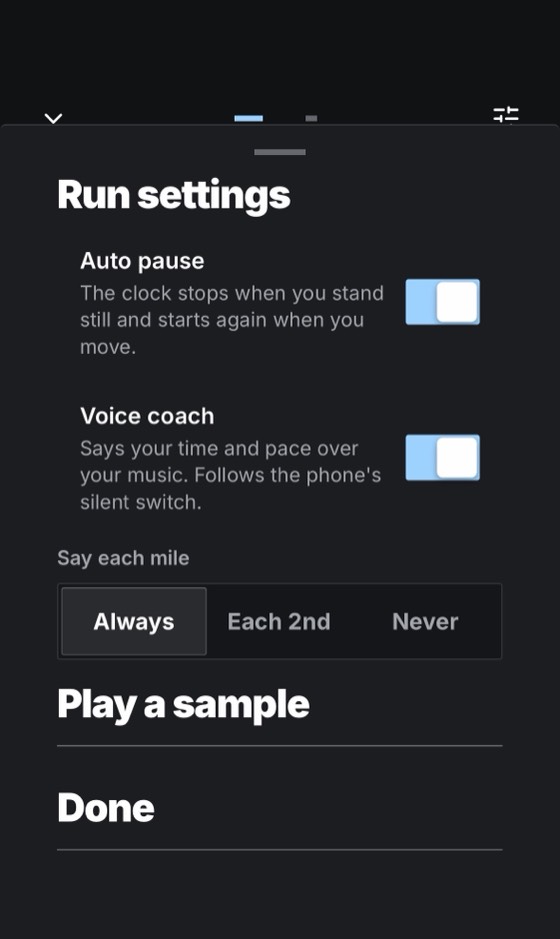 Run settings
Auto pause
The clock stops when you stand
still and starts again when you
move.
Voice coach
Says your time and pace over
your music. Follows the phone's
silent switch.
Say each mile
Always Each 2nd Never
Play a sample
Done